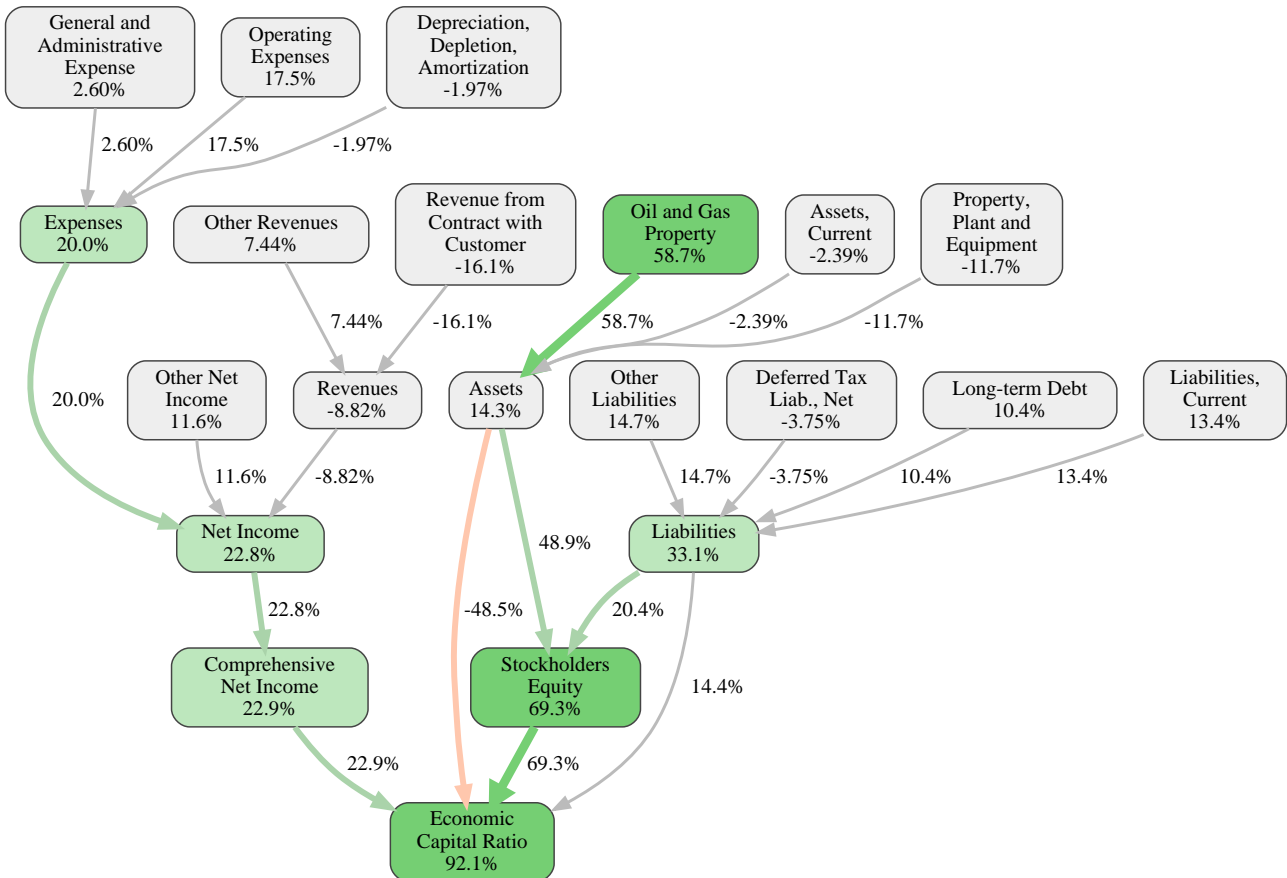 General and
Administrative
Expense
2.60%
Operating
Expenses
17.5%
Depreciation,
Depletion,
Amortization
-1.97%
2.60%
17.5%
-1.97%
Expenses
20.0%
Other Revenues
7.44%
Revenue from
Contract with
Customer
-16.1%
Oil and Gas
Property
58.7%
Assets,
Current
-2.39%
Property,
Plant and
Equipment
-11.7%
7.44%
-16.1%
58.7%
-2.39%
-11.7%
20.0%
Other Net
Income
11.6%
Revenues
-8.82%
Assets
14.3%
Other
Liabilities
14.7%
Deferred Tax
Liab., Net
-3.75%
Long-term Debt
10.4%
Liabilities,
Current
13.4%
11.6%
-8.82%
14.7%
-3.75%
10.4%
13.4%
Net Income
22.8%
48.9%
Liabilities
33.1%
22.8%
-48.5%
20.4%
Comprehensive
Net Income
22.9%
Stockholders
Equity
69.3%
14.4%
22.9%
69.3%
Economic
Capital Ratio
92.1%